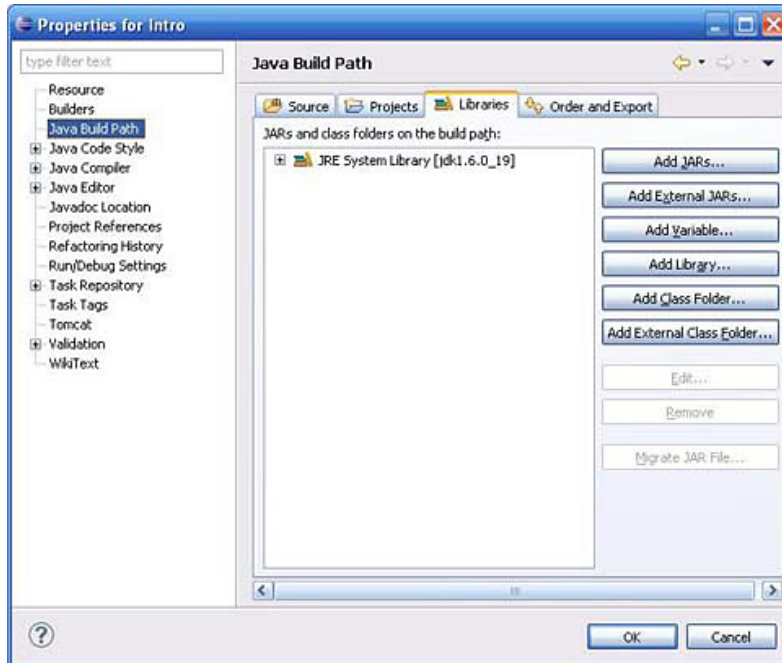 Properties for Intro
type filter text
Resource
Builders
Java Build Path
Java Code Style
Java Compiler
Java Editor
Javadoc Location
Project References
Refactoring History
Run/Debug Settings
Task Repository
Task Tags
Tomcat
Validation
WikiText
Java Build Path
Source Projects Libraries Order and Export
JARs and class folders on the build path:
JRE System Library [jdk1.6.0_19]
Add JARs...
Add External JARs...
Add Variable...
Add Library...
Add Class Folder...
Add External Class Folder...
Edit...
Remove
Migrate JAR File...
OK Cancel